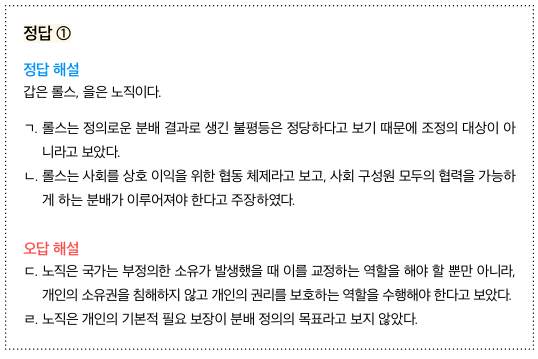 정답 ①
정답 해설
갑은 롤스, 을은 노직이다.
ㄱ. 롤스는 정의로운 분배 결과로 생긴 불평등은 정당하다고 보기 때문에 조정의 대상이 아
니라고 보았다.
ㄴ. 롤스는 사회를 상호 이익을 위한 협동 체제라고 보고, 사회 구성원 모두의 협력을 가능하
게 하는 분배가 이루어져야 한다고 주장하였다.
오답 해설
ㄷ. 노직은 국가는 부정의한 소유가 발생했을 때 이를 교정하는 역할을 해야 할 뿐만 아니라,
개인의 소유권을 침해하지 않고 개인의 권리를 보호하는 역할을 수행해야 한다고 보았다.
ㄹ. 노직은 개인의 기본적 필요 보장이 분배 정의의 목표라고 보지 않았다.